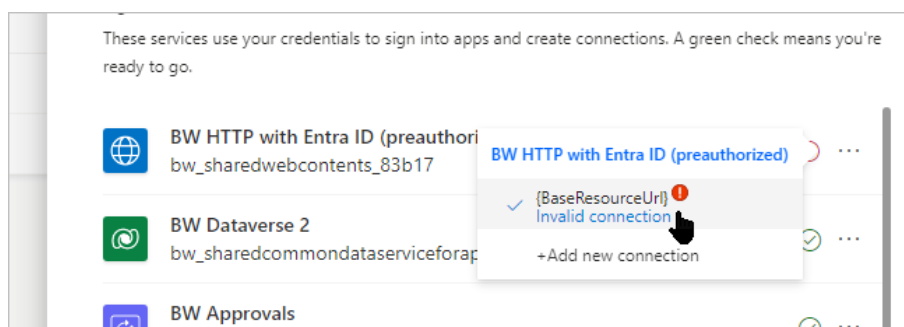 These services use your credentials to sign into apps and create connections. A green check means you're
ready to go.
BW HTTP with Entra ID (preauthori
bw_sharedwebcontents_83b17
BW HTTP with Entra ID (preauthorized)
{BaseResourceUrl}
Invalid connection
+Add new connection
BW Dataverse 2
bw_sharedcommondataserviceforap
BW Approvals